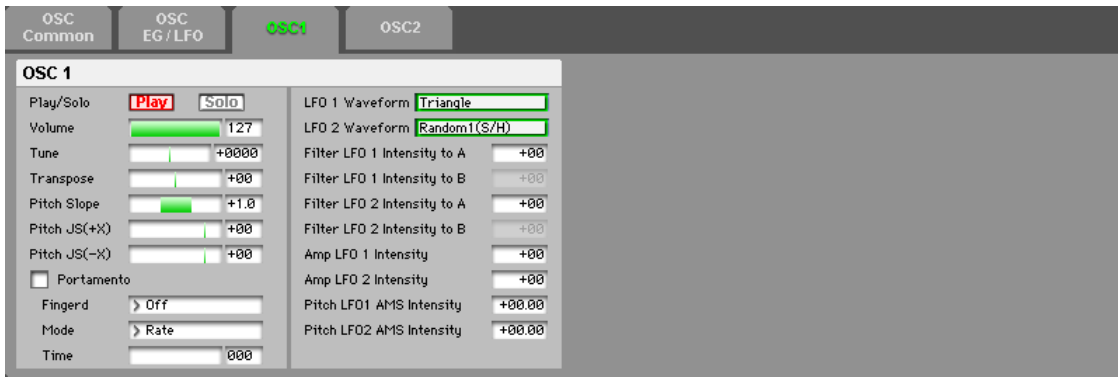 OSC
Common
OSC
EG / LFO
OSC1
OSC2
OSC 1
Play/Solo Play Solo
Volume 127
Tune +0000
Transpose +00
Pitch Slope +1.0
Pitch JS(+X) +00
Pitch JS(-X) +00
Portamento
Fingerd > Off
Mode > Rate
Time 000
LFO 1 Waveform Triangle
LFO 2 Waveform Random1(S/H)
Filter LFO 1 Intensity to A +00
Filter LFO 1 Intensity to B +00
Filter LFO 2 Intensity to A +00
Filter LFO 2 Intensity to B +00
Amp LFO 1 Intensity +00
Amp LFO 2 Intensity +00
Pitch LFO1 AMS Intensity +00.00
Pitch LFO2 AMS Intensity +00.00